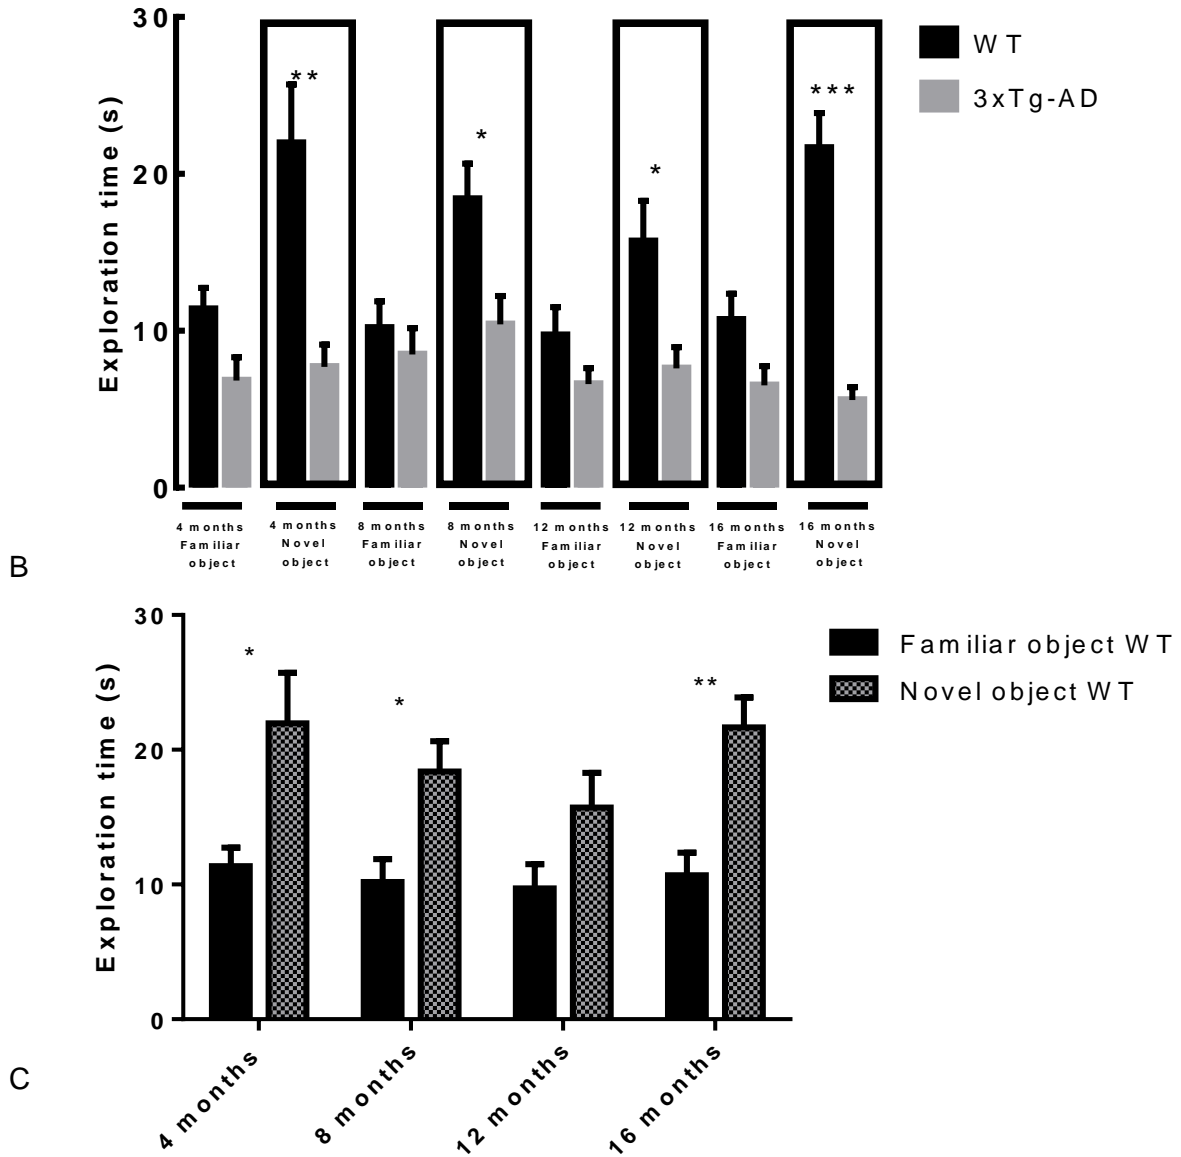 30
20
10
0
Exploration time (s)
**
*
*
***
WT
3xTg-AD
4 months Familiar object
4 months Novel object
8 months Familiar object
8 months Novel object
12 months Familiar object
12 months Novel object
16 months Familiar object
16 months Novel object
B
30
20
10
0
Exploration time (s)
*
*
**
Familiar object WT
Novel object WT
4 months
8 months
12 months
16 months
C